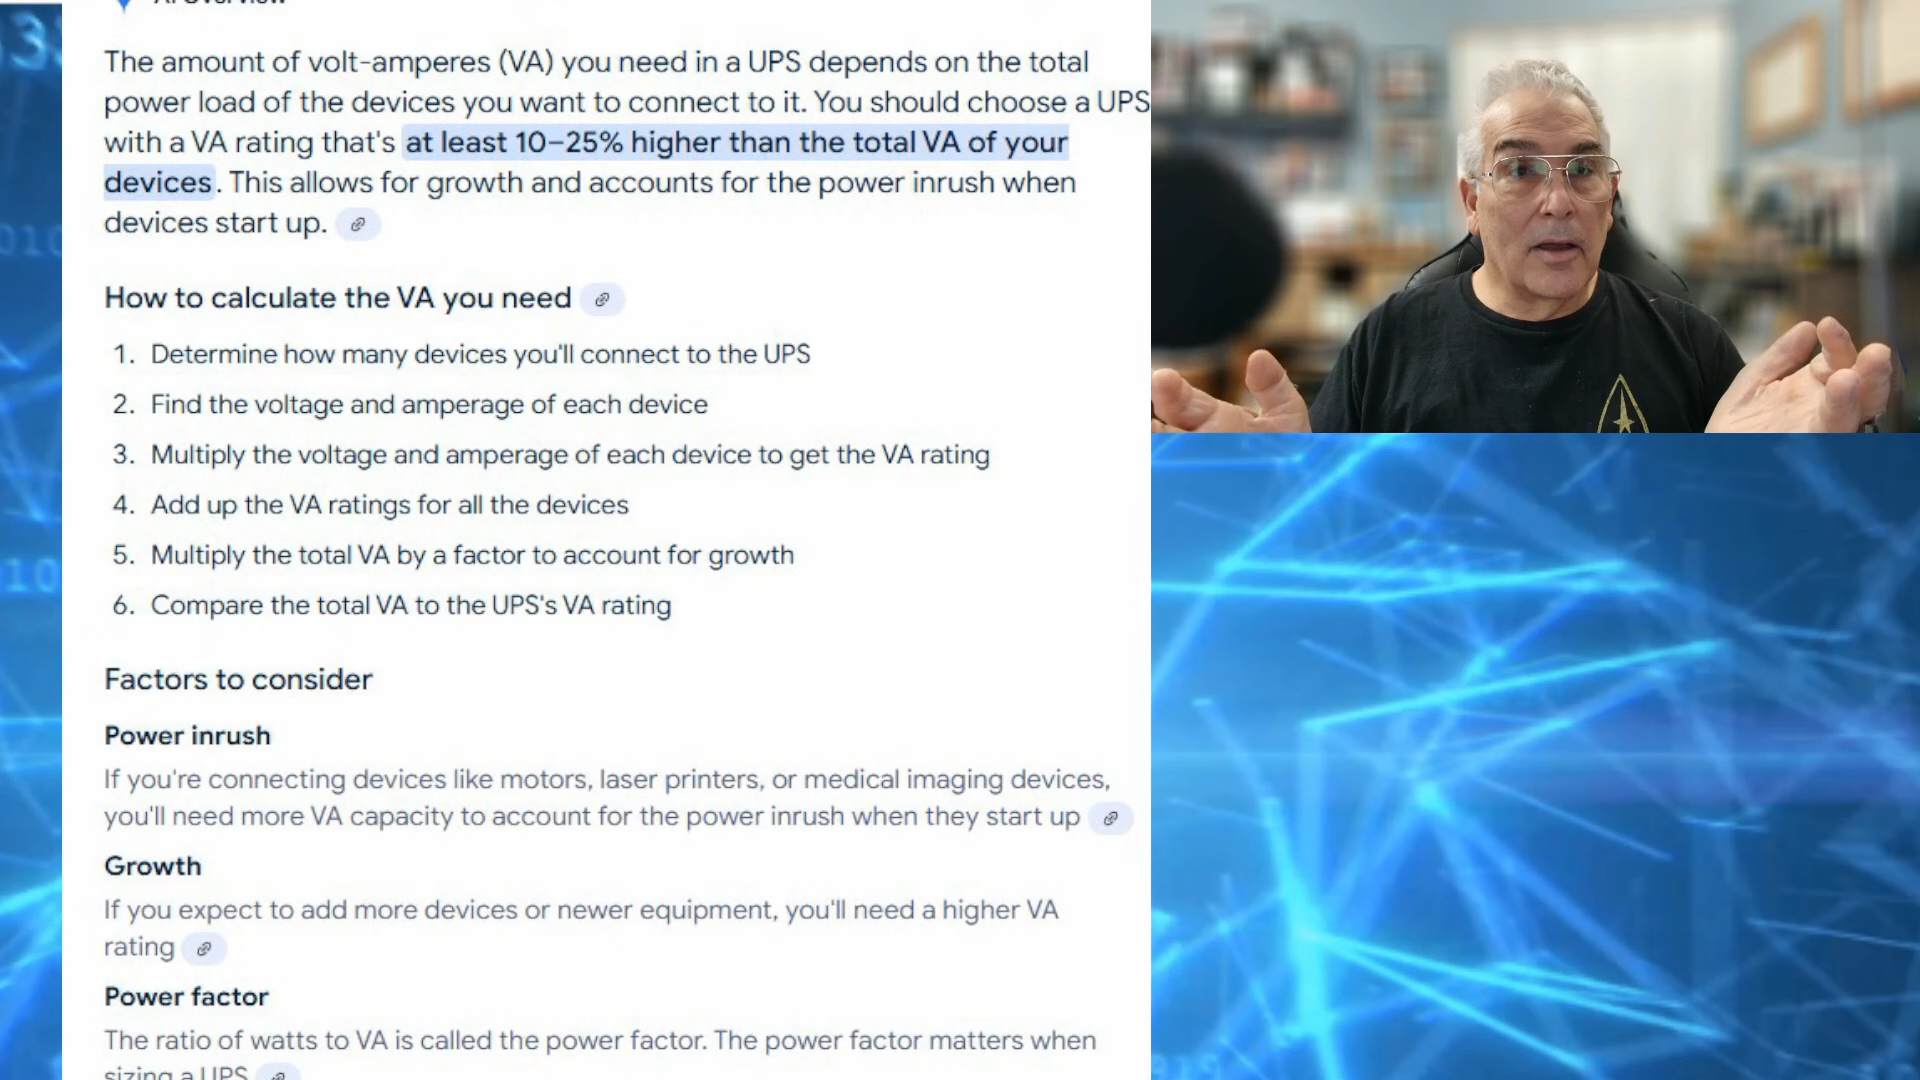 AI Overview
The amount of volt-amperes (VA) you need in a UPS depends on the total
power load of the devices you want to connect to it. You should choose a UPS
with a VA rating that's at least 10–25% higher than the total VA of your
devices. This allows for growth and accounts for the power inrush when
devices start up.
How to calculate the VA you need
1. Determine how many devices you'll connect to the UPS
2. Find the voltage and amperage of each device
3. Multiply the voltage and amperage of each device to get the VA rating
4. Add up the VA ratings for all the devices
5. Multiply the total VA by a factor to account for growth
6. Compare the total VA to the UPS's VA rating
Factors to consider
Power inrush
If you're connecting devices like motors, laser printers, or medical imaging devices,
you'll need more VA capacity to account for the power inrush when they start up
Growth
If you expect to add more devices or newer equipment, you'll need a higher VA
rating
Power factor
The ratio of watts to VA is called the power factor. The power factor matters when
sizing a UPS